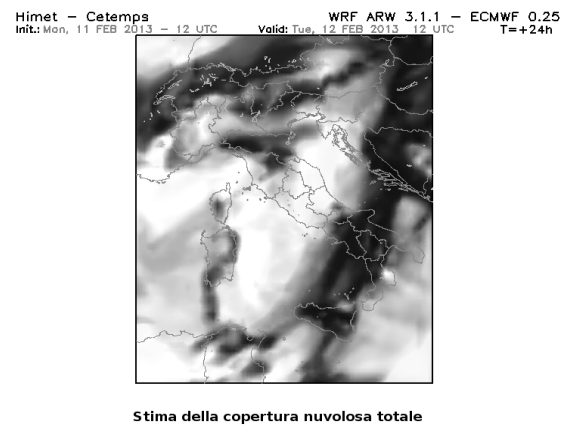 Himet – Cetemps WRF ARW 3.1.1 – ECMWF 0.25
Init.: Mon, 11 FEB 2013 – 12 UTC Valid: Tue, 12 FEB 2013 12 UTC T=+24h
Stima della copertura nuvolosa totale